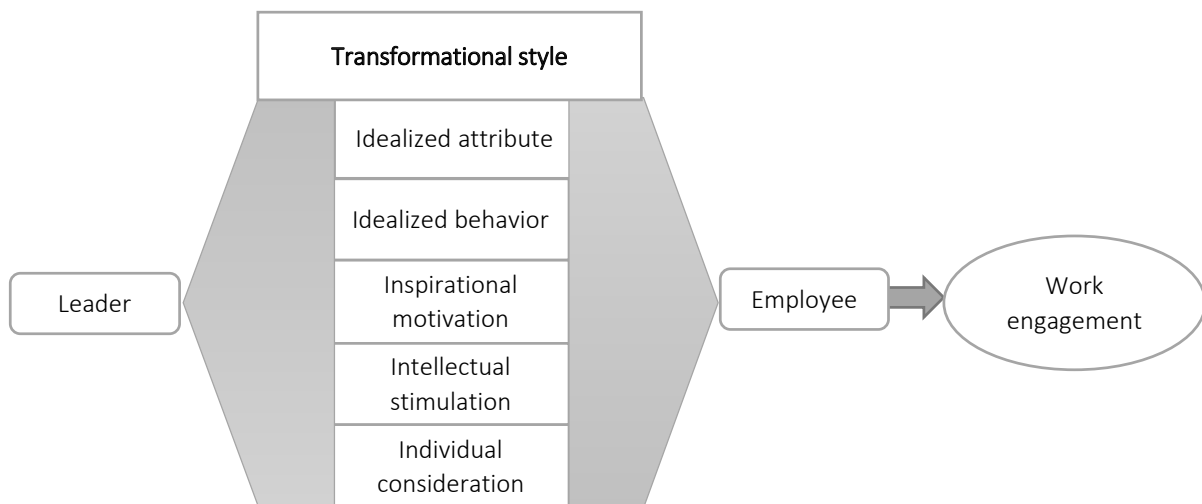 Transformational style
Idealized attribute
Idealized behavior
Inspirational
motivation
Intellectual
stimulation
Individual
consideration
Leader
Employee
Work
engagement